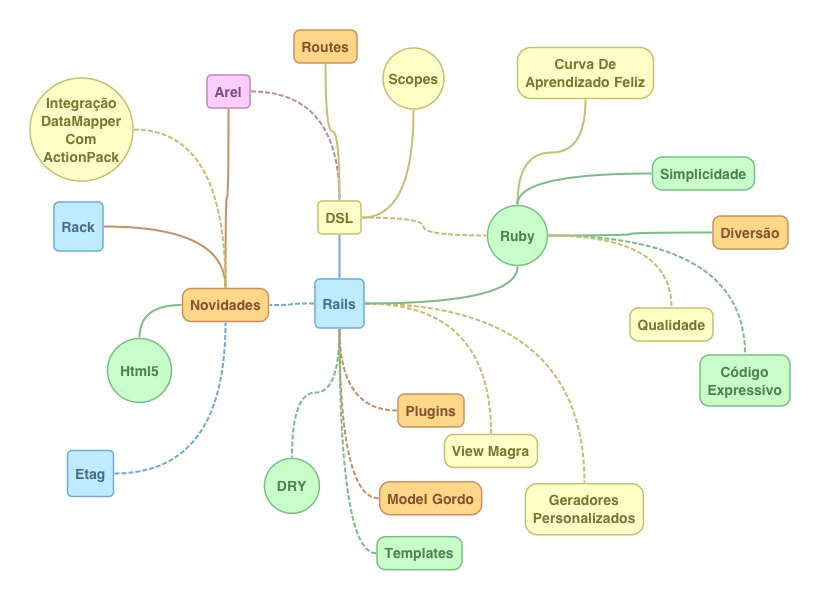 Routes
Curva De
Aprendizado Feliz
Scopes
Arel
Integração
DataMapper
Com
ActionPack
Simplicidade
DSL
Rack
Ruby
Diversão
Novidades
Rails
Qualidade
Html5
Código
Expressivo
Plugins
View Magra
Etag
DRY
Model Gordo
Geradores
Personalizados
Templates